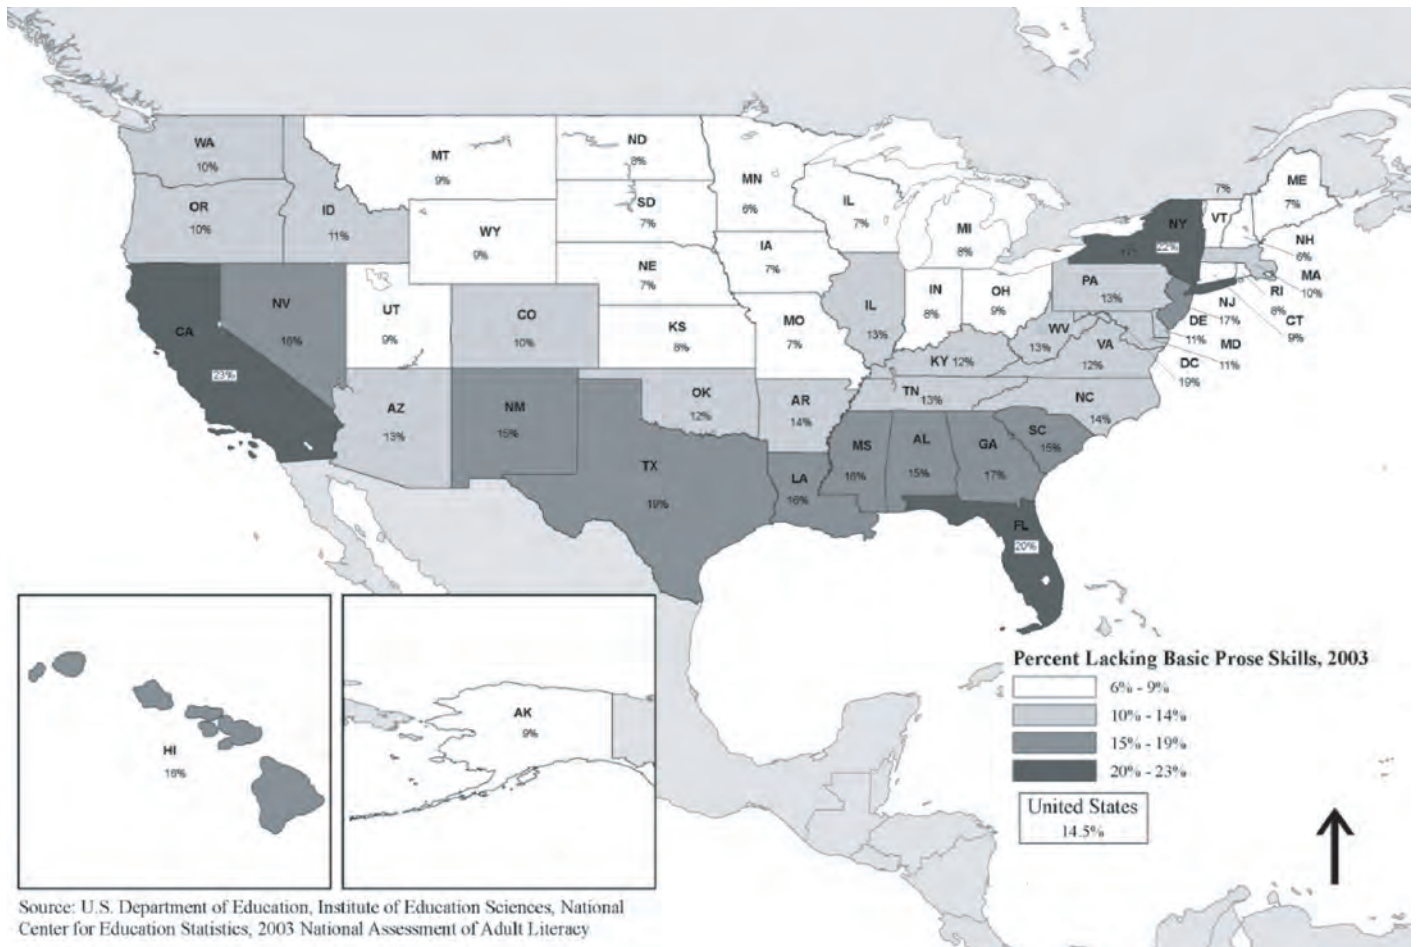 WA
10%
MT
9%
ND
8%
MN
6%
OR
10%
ID
11%
WY
9%
SD
7%
IL
7%
MI
8%
7%
VT
ME
7%
NY
22%
NH
6%
MA
10%
RI
8%
CT
9%
NJ
17%
DE
11%
MD
11%
DC
19%
CA
23%
NV
16%
UT
9%
CO
10%
NE
7%
IA
7%
KS
8%
MO
7%
IL
13%
IN
8%
OH
9%
PA
13%
WV
13%
VA
12%
KY 12%
TN 13%
NC
14%
AZ
13%
NM
15%
OK
12%
AR
14%
TX
19%
LA
16%
MS
16%
AL
15%
GA
17%
SC
15%
FL
20%
HI
16%
AK
9%
Percent Lacking Basic Prose Skills, 2003
6% - 9%
10% - 14%
15% - 19%
20% - 23%
United States
14.5%
Source: U.S. Department of Education, Institute of Education Sciences, National
Center for Education Statistics, 2003 National Assessment of Adult Literacy